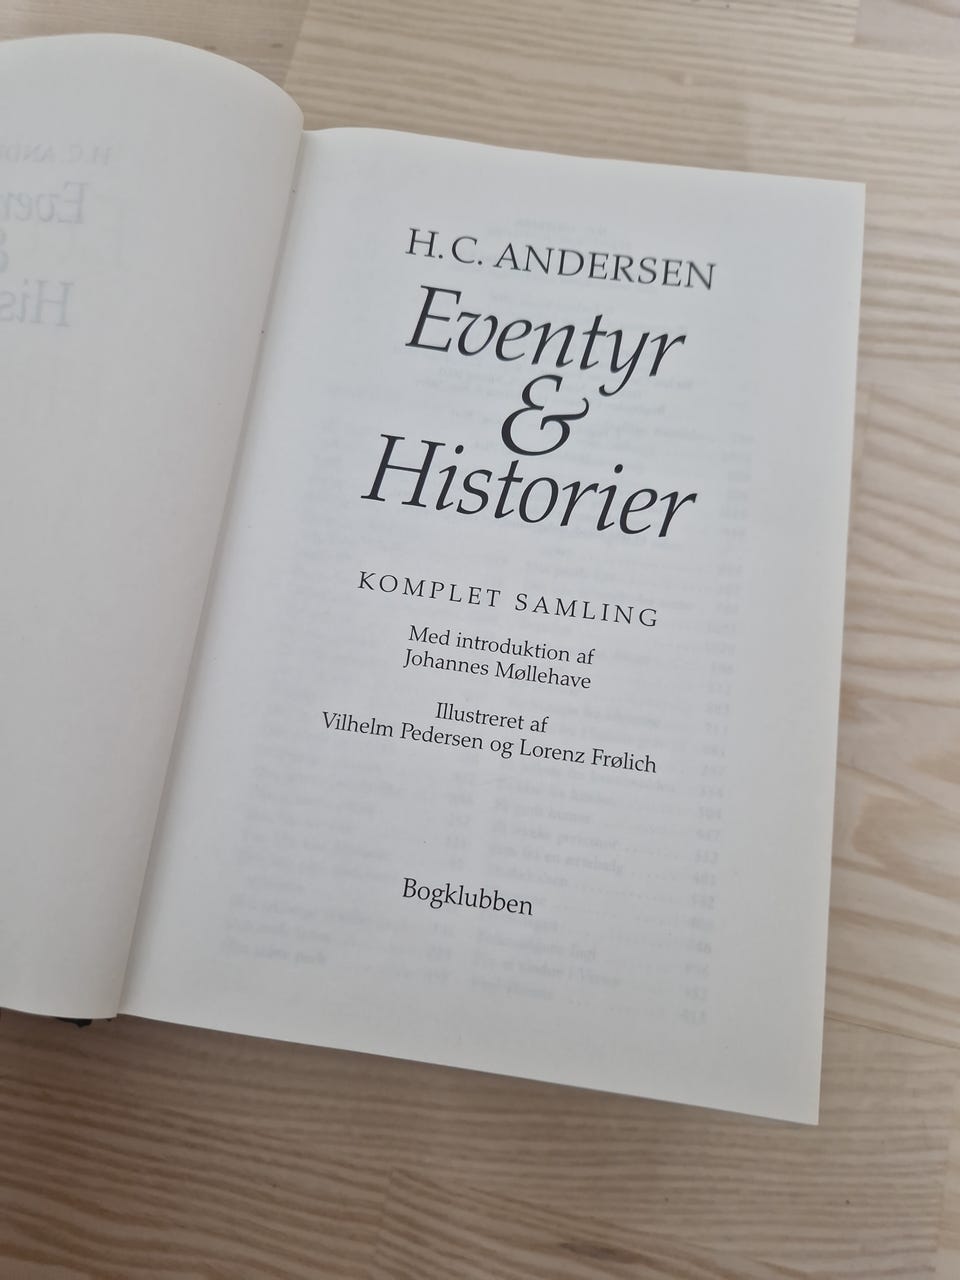 H.C. ANDERSEN
Eventyr
&
Historier
KOMPLET SAMLING
Med introduktion af
Johannes Møllehave
Illustreret af
Vilhelm Pedersen og Lorenz Frølich
Bogklubben